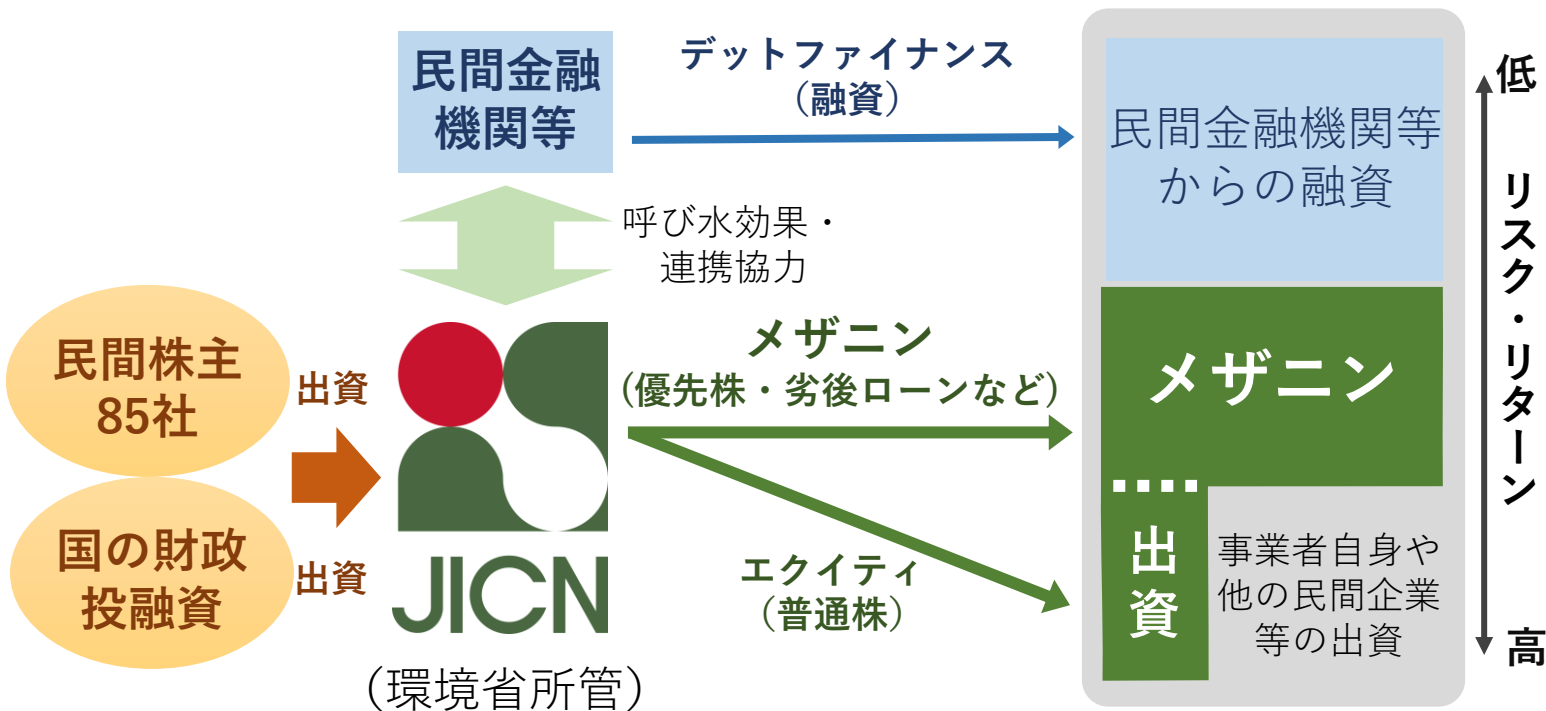 民間金融
機関等
デットファイナンス
（融資）
民間金融機関等
からの融資
低
リスク・リターン
高
呼び水効果・
連携協力
民間株主
85社
出資
国の財政
投融資
出資
JICN
（環境省所管）
メザニン
(優先株・劣後ローンなど)
エクイティ
（普通株）
メザニン
出資
事業者自身や
他の民間企業
等の出資